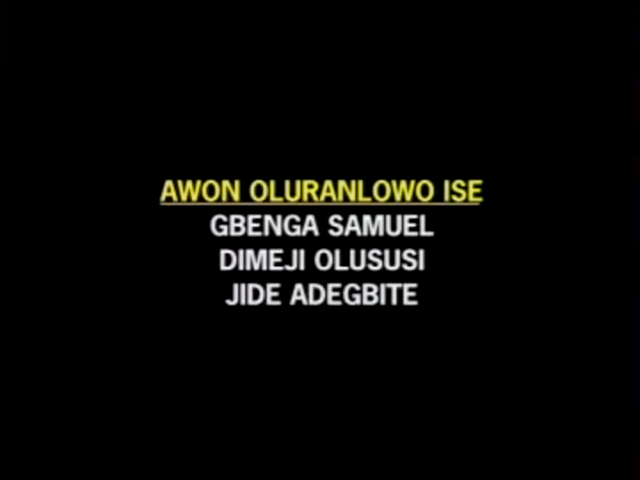 AWON OLURANLOWO ISE
GBENGA SAMUEL
DIMEJI OLUSUSI
JIDE ADEGBITE